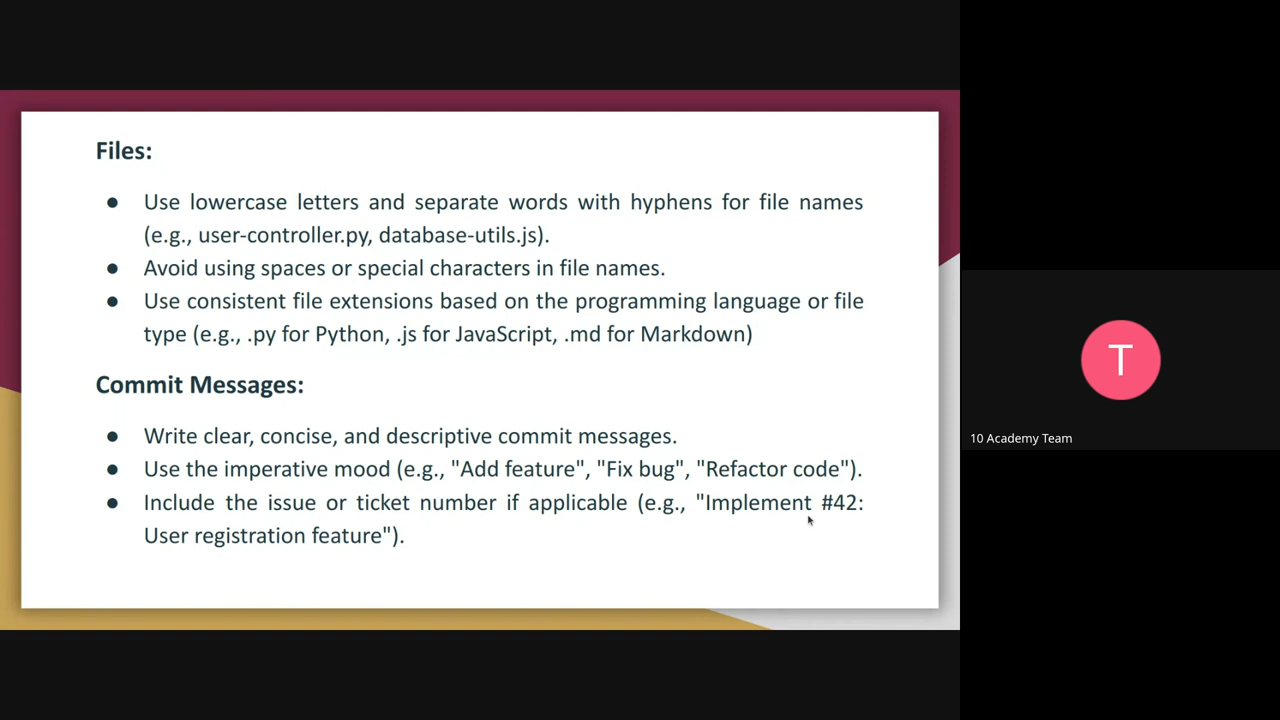 Files:
● Use lowercase letters and separate words with hyphens for file names
(e.g., user-controller.py, database-utils.js).
● Avoid using spaces or special characters in file names.
● Use consistent file extensions based on the programming language or file
type (e.g., .py for Python, .js for JavaScript, .md for Markdown)
Commit Messages:
● Write clear, concise, and descriptive commit messages.
● Use the imperative mood (e.g., "Add feature", "Fix bug", "Refactor code").
● Include the issue or ticket number if applicable (e.g., "Implement #42:
User registration feature").
T
10 Academy Team